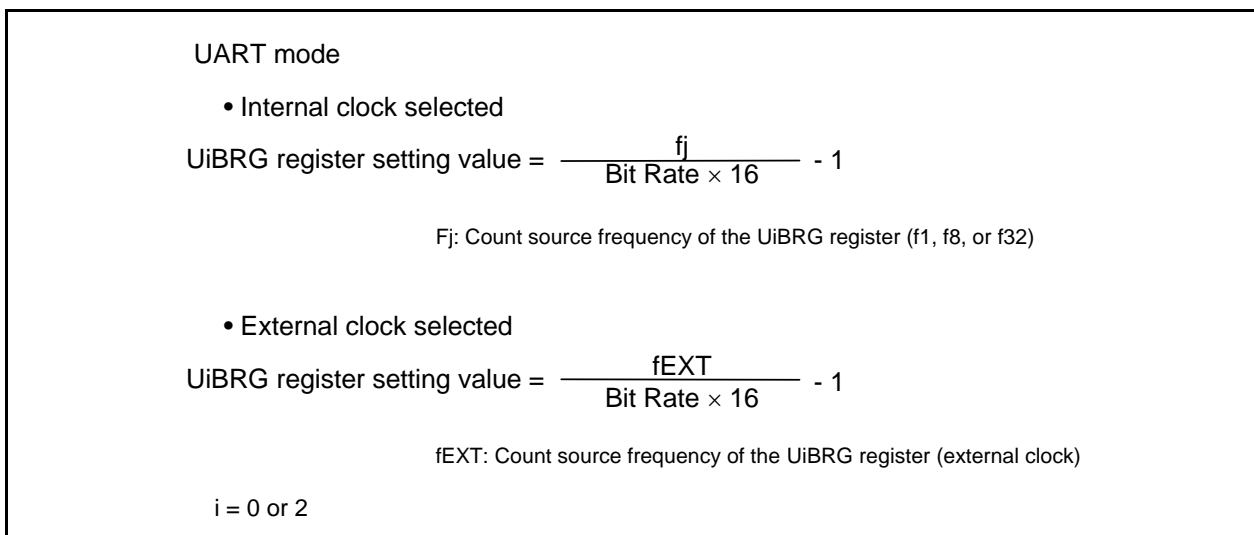 UART mode
• Internal clock selected
UiBRG register setting value = fj / Bit Rate × 16 - 1
Fj: Count source frequency of the UiBRG register (f1, f8, or f32)
• External clock selected
UiBRG register setting value = fEXT / Bit Rate × 16 - 1
fEXT: Count source frequency of the UiBRG register (external clock)
i = 0 or 2